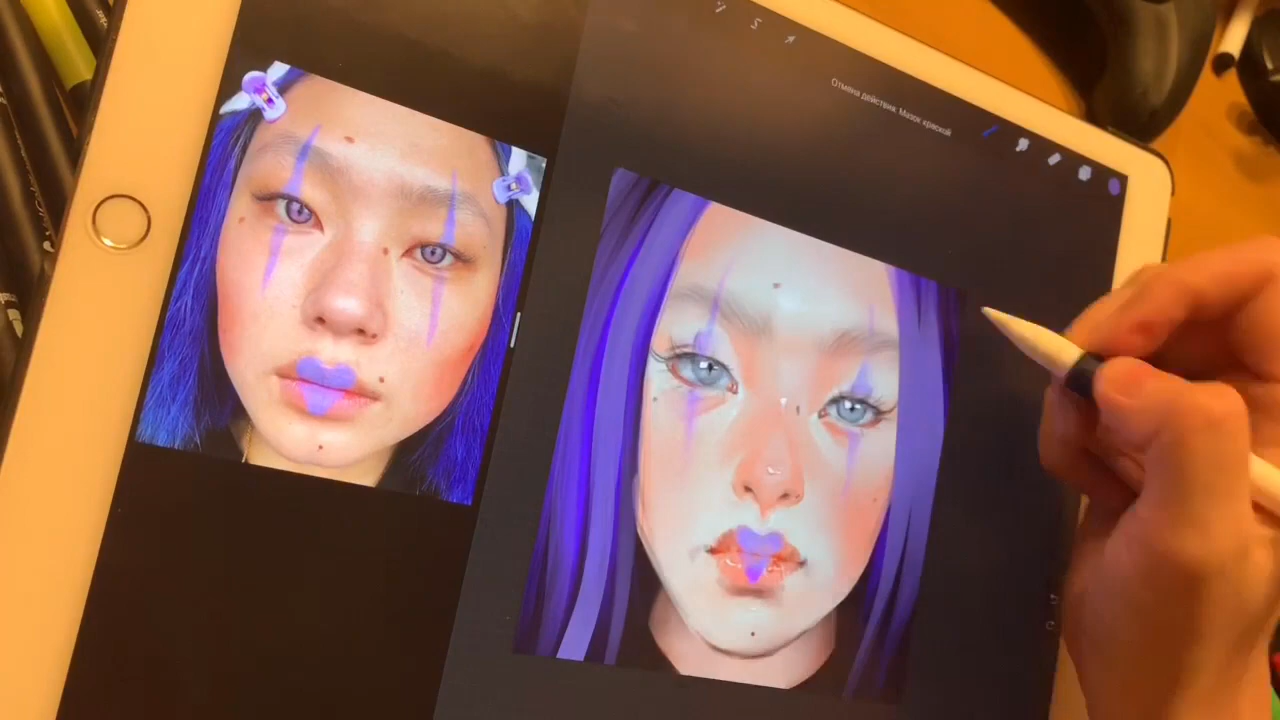 Отмена действия: Мазок краской